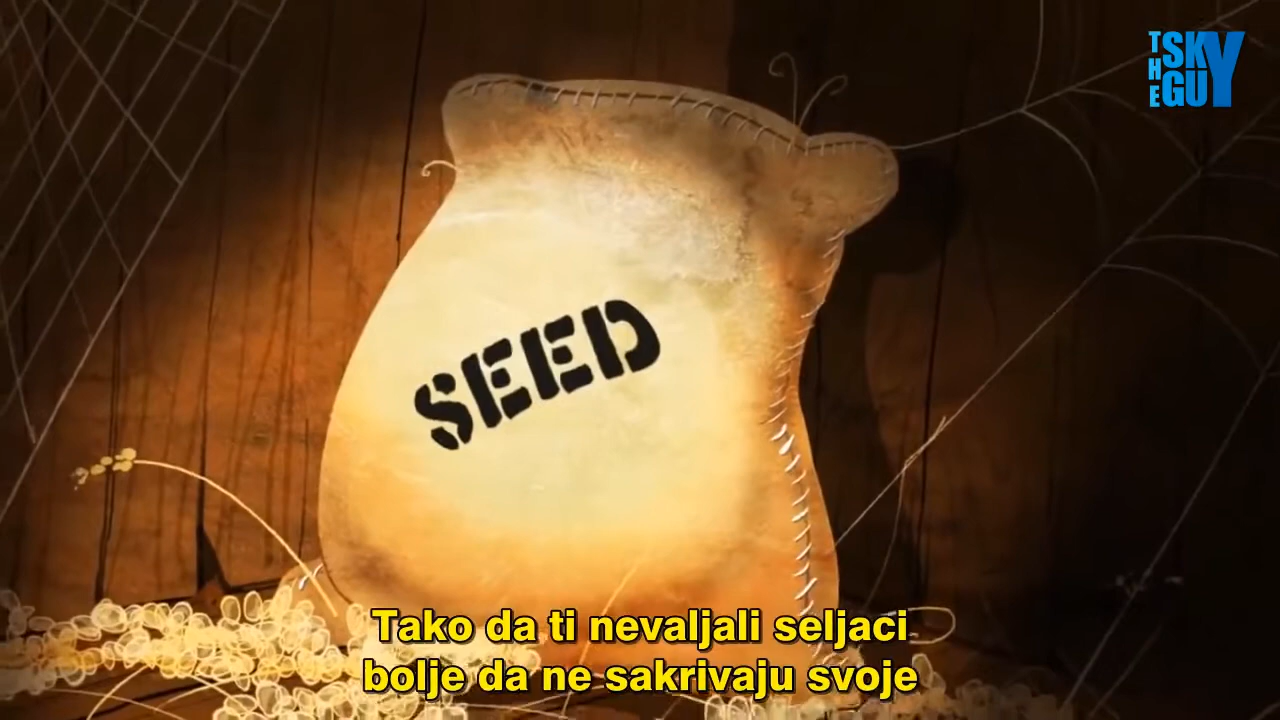 THE SKY GUY
SEED
Tako da ti nevaljali seljaci
bolje da ne sakrivaju svoje